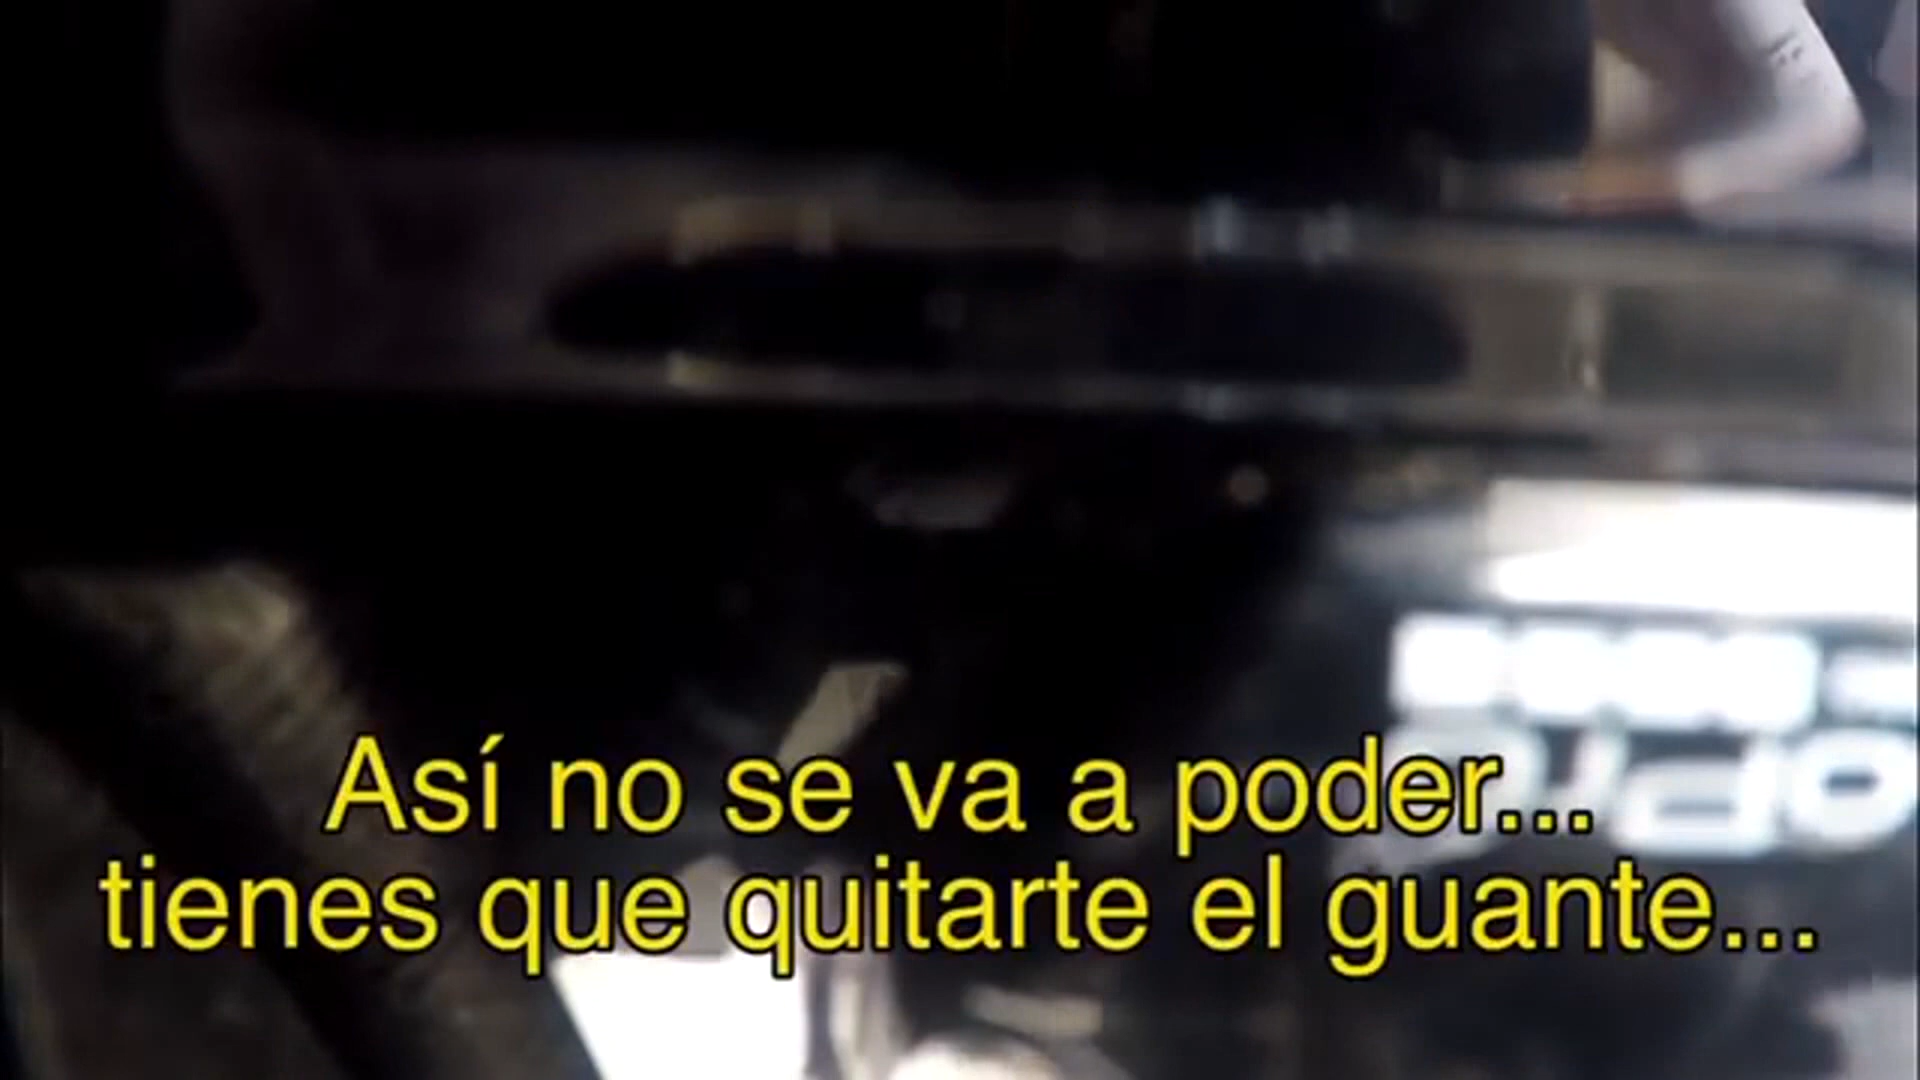 Así no se va a poder...
tienes que quitarte el guante...